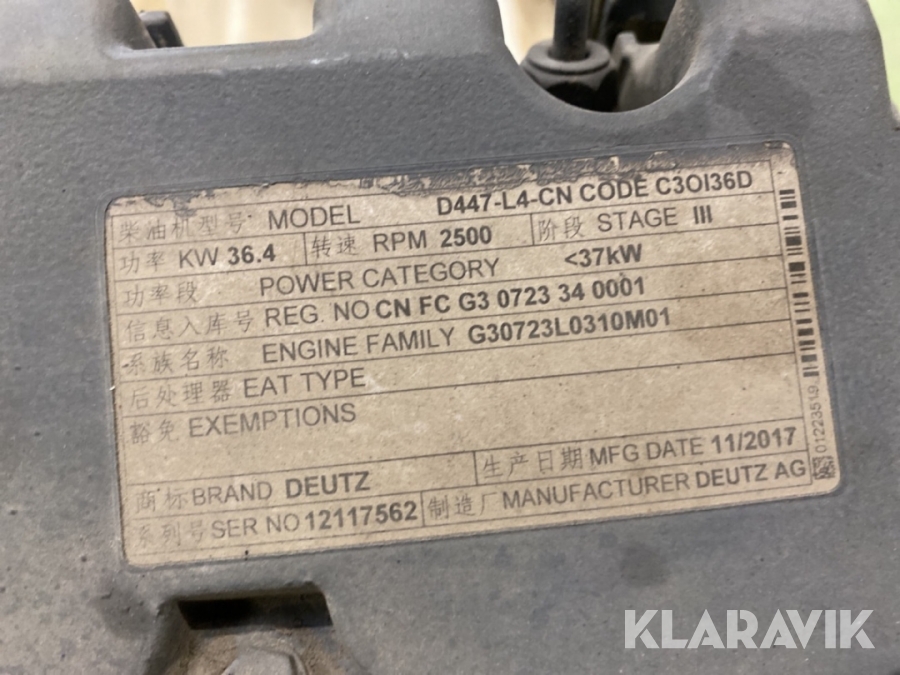 柴油机型号 MODEL D447-L4-CN CODE C3OI36D
功率 KW 36.4 转速 RPM 2500 阶段 STAGE III
功率段 POWER CATEGORY <37kW
信息入库号 REG. NO CN FC G3 0723 34 0001
系族名称 ENGINE FAMILY G30723L0310M01
后处理器 EAT TYPE
豁免 EXEMPTIONS
生产日期 MFG DATE 11/2017
商标 BRAND DEUTZ
系列号 SER NO 12117562 制造厂 MANUFACTURER DEUTZ AG
01223519
KLARAVIK